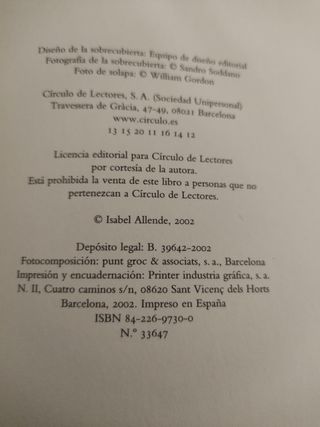 Diseño de la sobrecubierta: Equipo de diseño editorial
Fotografía de la sobrecubierta: © Sandro Soddano
Foto de solapa: © William Gordon
Círculo de Lectores, S. A. (Sociedad Unipersonal)
Travessera de Gràcia, 47-49, 08021 Barcelona
www.circulo.es
13 15 20 11 16 14 12
Licencia editorial para Círculo de Lectores
por cortesía de la autora.
Está prohibida la venta de este libro a personas que no
pertenezcan a Círculo de Lectores.
© Isabel Allende, 2002
Depósito legal: B. 39642-2002
Fotocomposición: punt groc & associats, s. a., Barcelona
Impresión y encuadernación: Printer industria gráfica, s. a.
N. II, Cuatro caminos s/n, 08620 Sant Vicenç dels Horts
Barcelona, 2002. Impreso en España
ISBN 84-226-9730-0
N.º 33647